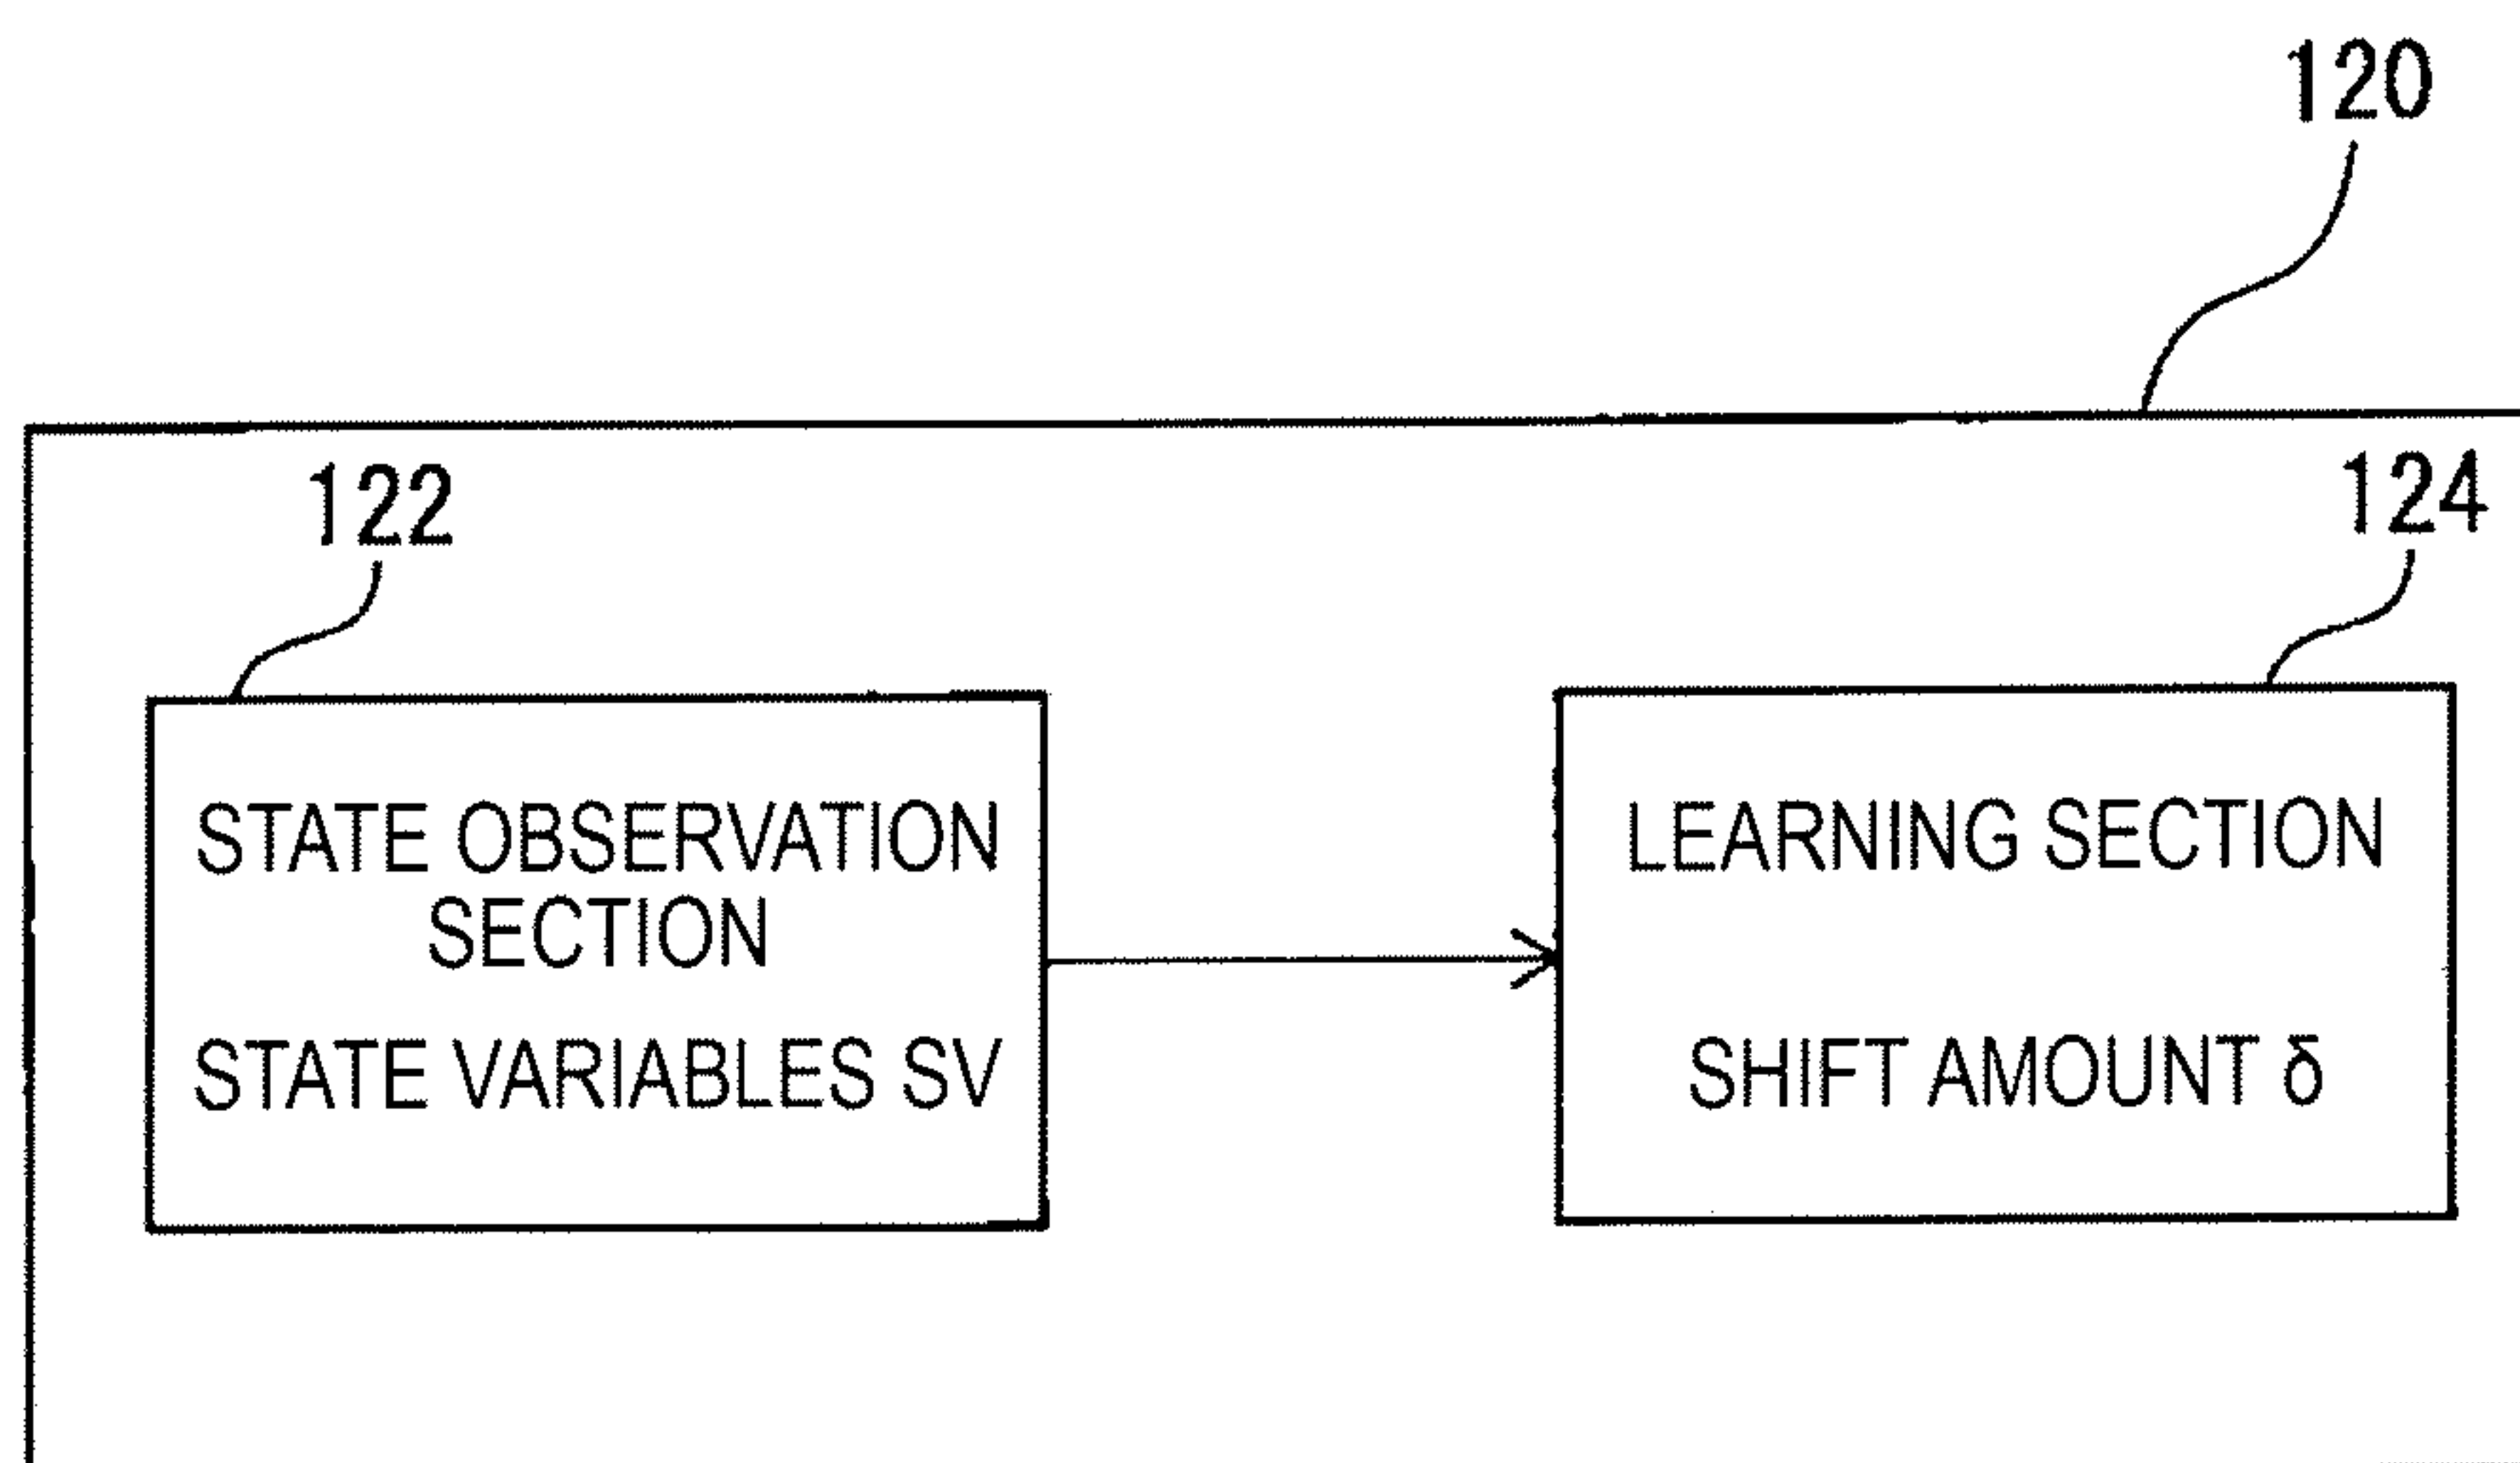 120
122
124
STATE OBSERVATION
SECTION
STATE VARIABLES SV
LEARNING SECTION
SHIFT AMOUNT δ